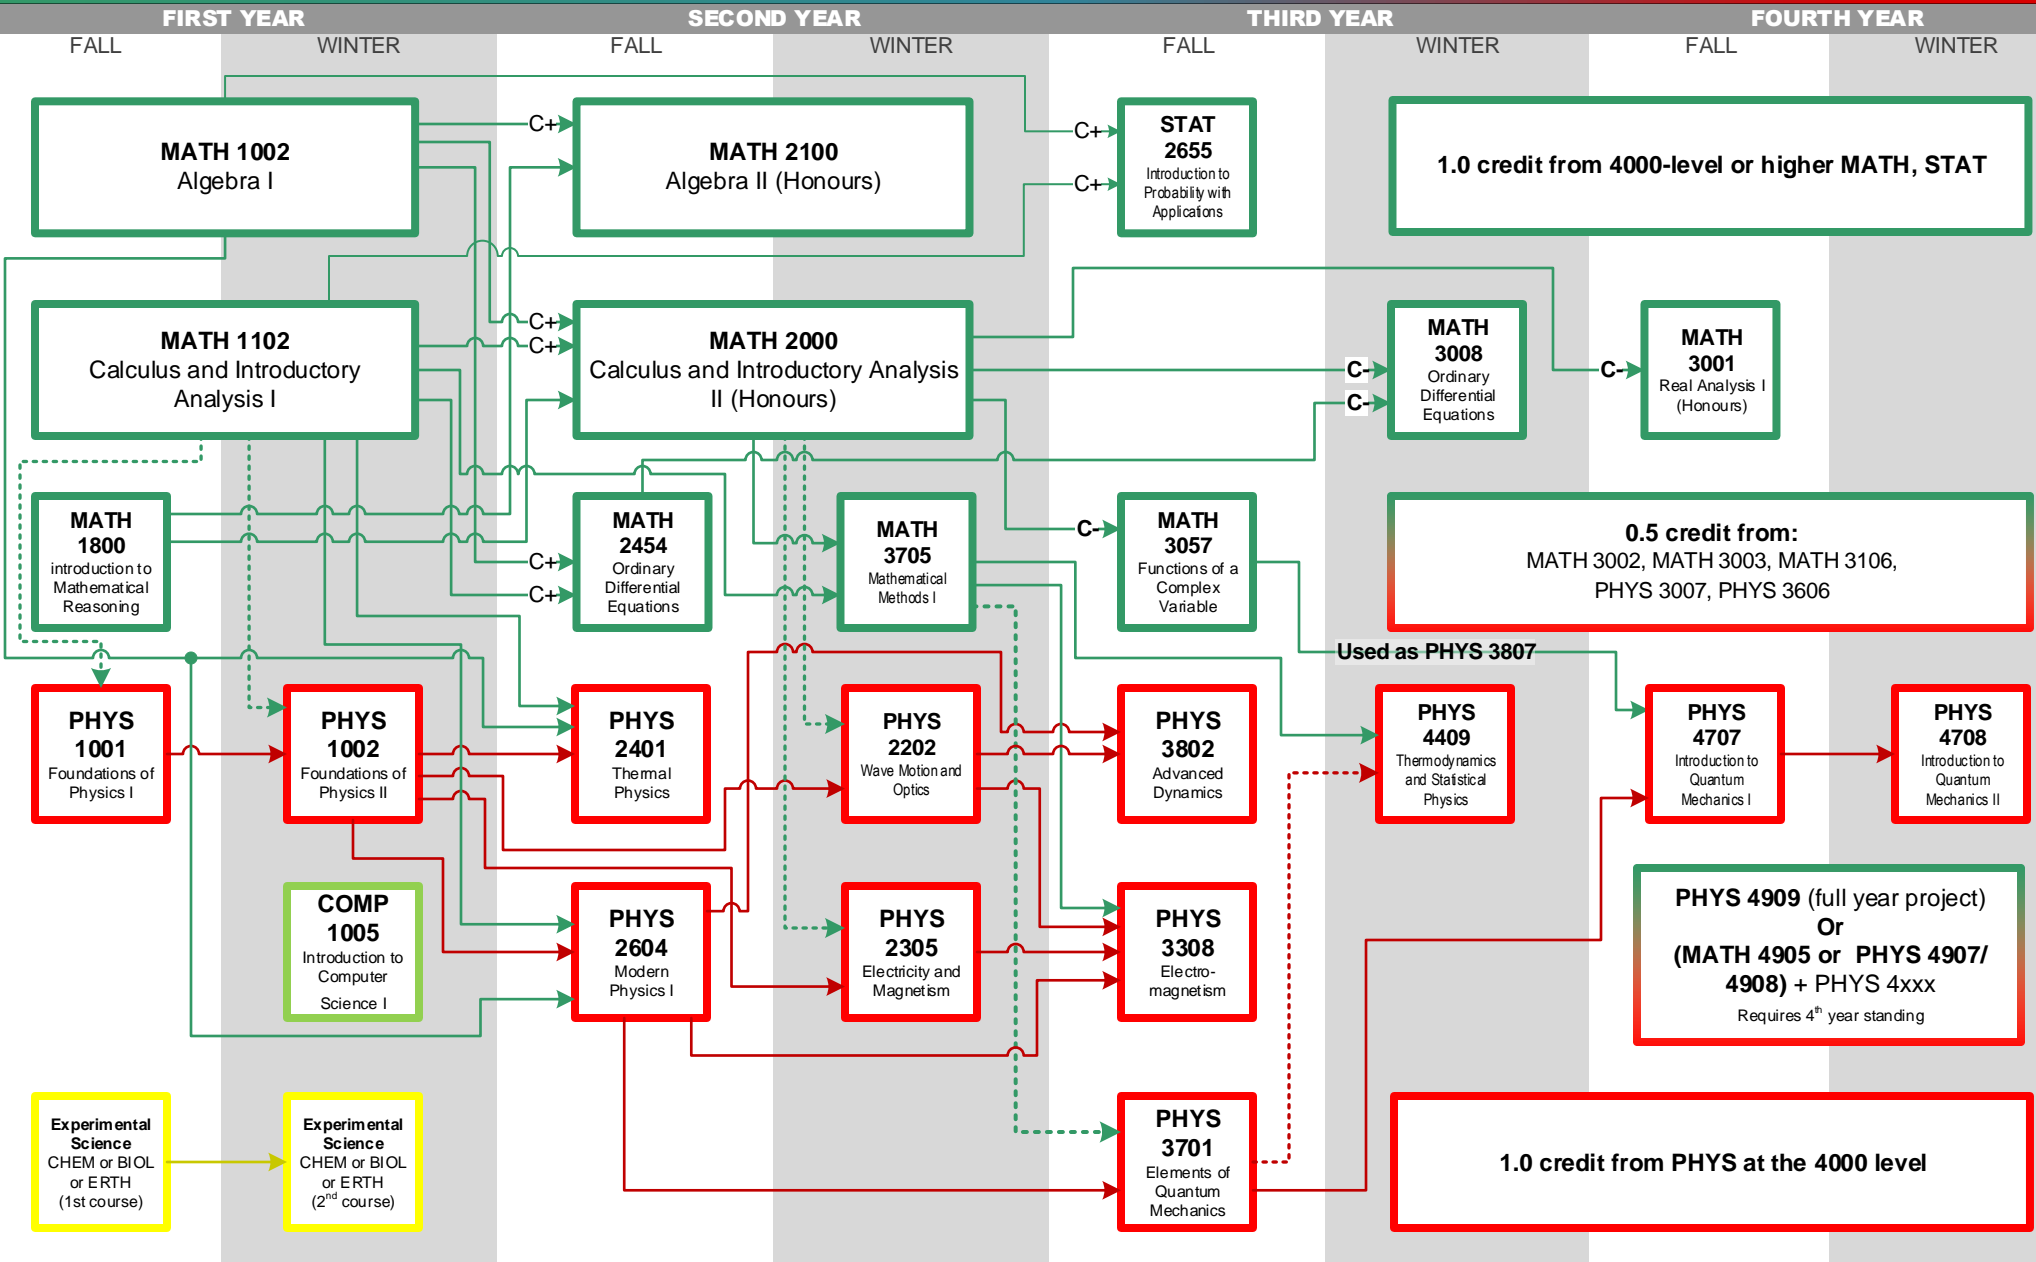 FIRST YEAR
SECOND YEAR
THIRD YEAR
FOURTH YEAR
FALL
WINTER
FALL
WINTER
FALL
WINTER
FALL
WINTER
MATH 1002
Algebra I
C+
MATH 2100
Algebra II (Honours)
C+
C+
STAT
2655
Introduction to
Probability with
Applications
1.0 credit from 4000-level or higher MATH, STAT
MATH 1102
Calculus and Introductory
Analysis I
C+
C+
MATH 2000
Calculus and Introductory Analysis
II (Honours)
C-
C-
MATH
3008
Ordinary
Differential
Equations
C-
MATH
3001
Real Analysis I
(Honours)
MATH
1800
introduction to
Mathematical
Reasoning
C+
C+
MATH
2454
Ordinary
Differential
Equations
MATH
3705
Mathematical
Methods I
C-
MATH
3057
Functions of a
Complex
Variable
0.5 credit from:
MATH 3002, MATH 3003, MATH 3106,
PHYS 3007, PHYS 3606
Used as PHYS 3807
PHYS
1001
Foundations of
Physics I
PHYS
1002
Foundations of
Physics II
PHYS
2401
Thermal
Physics
PHYS
2202
Wave Motion and
Optics
PHYS
3802
Advanced
Dynamics
PHYS
4409
Thermodynamics
and Statistical
Physics
PHYS
4707
Introduction to
Quantum
Mechanics I
PHYS
4708
Introduction to
Quantum
Mechanics II
COMP
1005
Introduction to
Computer
Science I
PHYS
2604
Modern
Physics I
PHYS
2305
Electricity and
Magnetism
PHYS
3308
Electro-
magnetism
PHYS 4909 (full year project)
Or
(MATH 4905 or PHYS 4907/
4908) + PHYS 4xxx
Requires 4th year standing
Experimental
Science
CHEM or BIOL
or ERTH
(1st course)
Experimental
Science
CHEM or BIOL
or ERTH
(2nd course)
PHYS
3701
Elements of
Quantum
Mechanics
1.0 credit from PHYS at the 4000 level